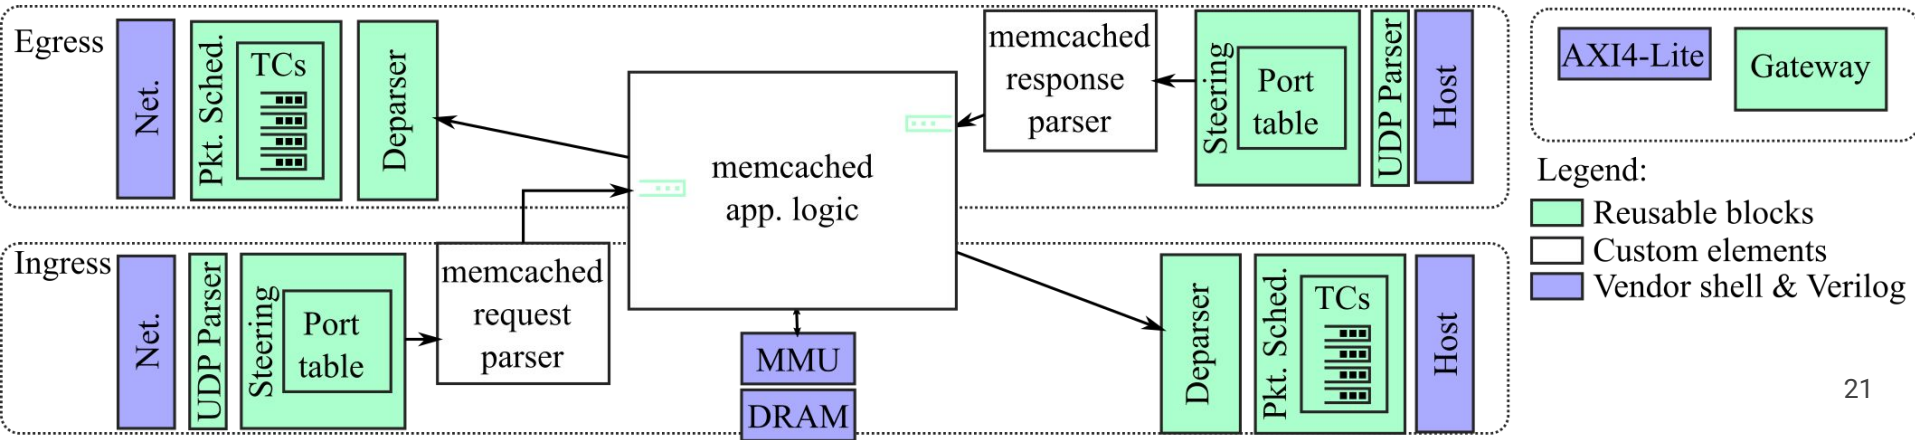 Egress
Net.
Pkt. Sched.
TCs
Deparser
memcached
app. logic
memcached
response
parser
Steering
Port
table
UDP Parser
Host
Ingress
Net.
UDP Parser
Steering
Port
table
memcached
request
parser
MMU
DRAM
Deparser
Pkt. Sched.
TCs
Host
AXI4-Lite
Gateway
Legend:
Reusable blocks
Custom elements
Vendor shell & Verilog
21